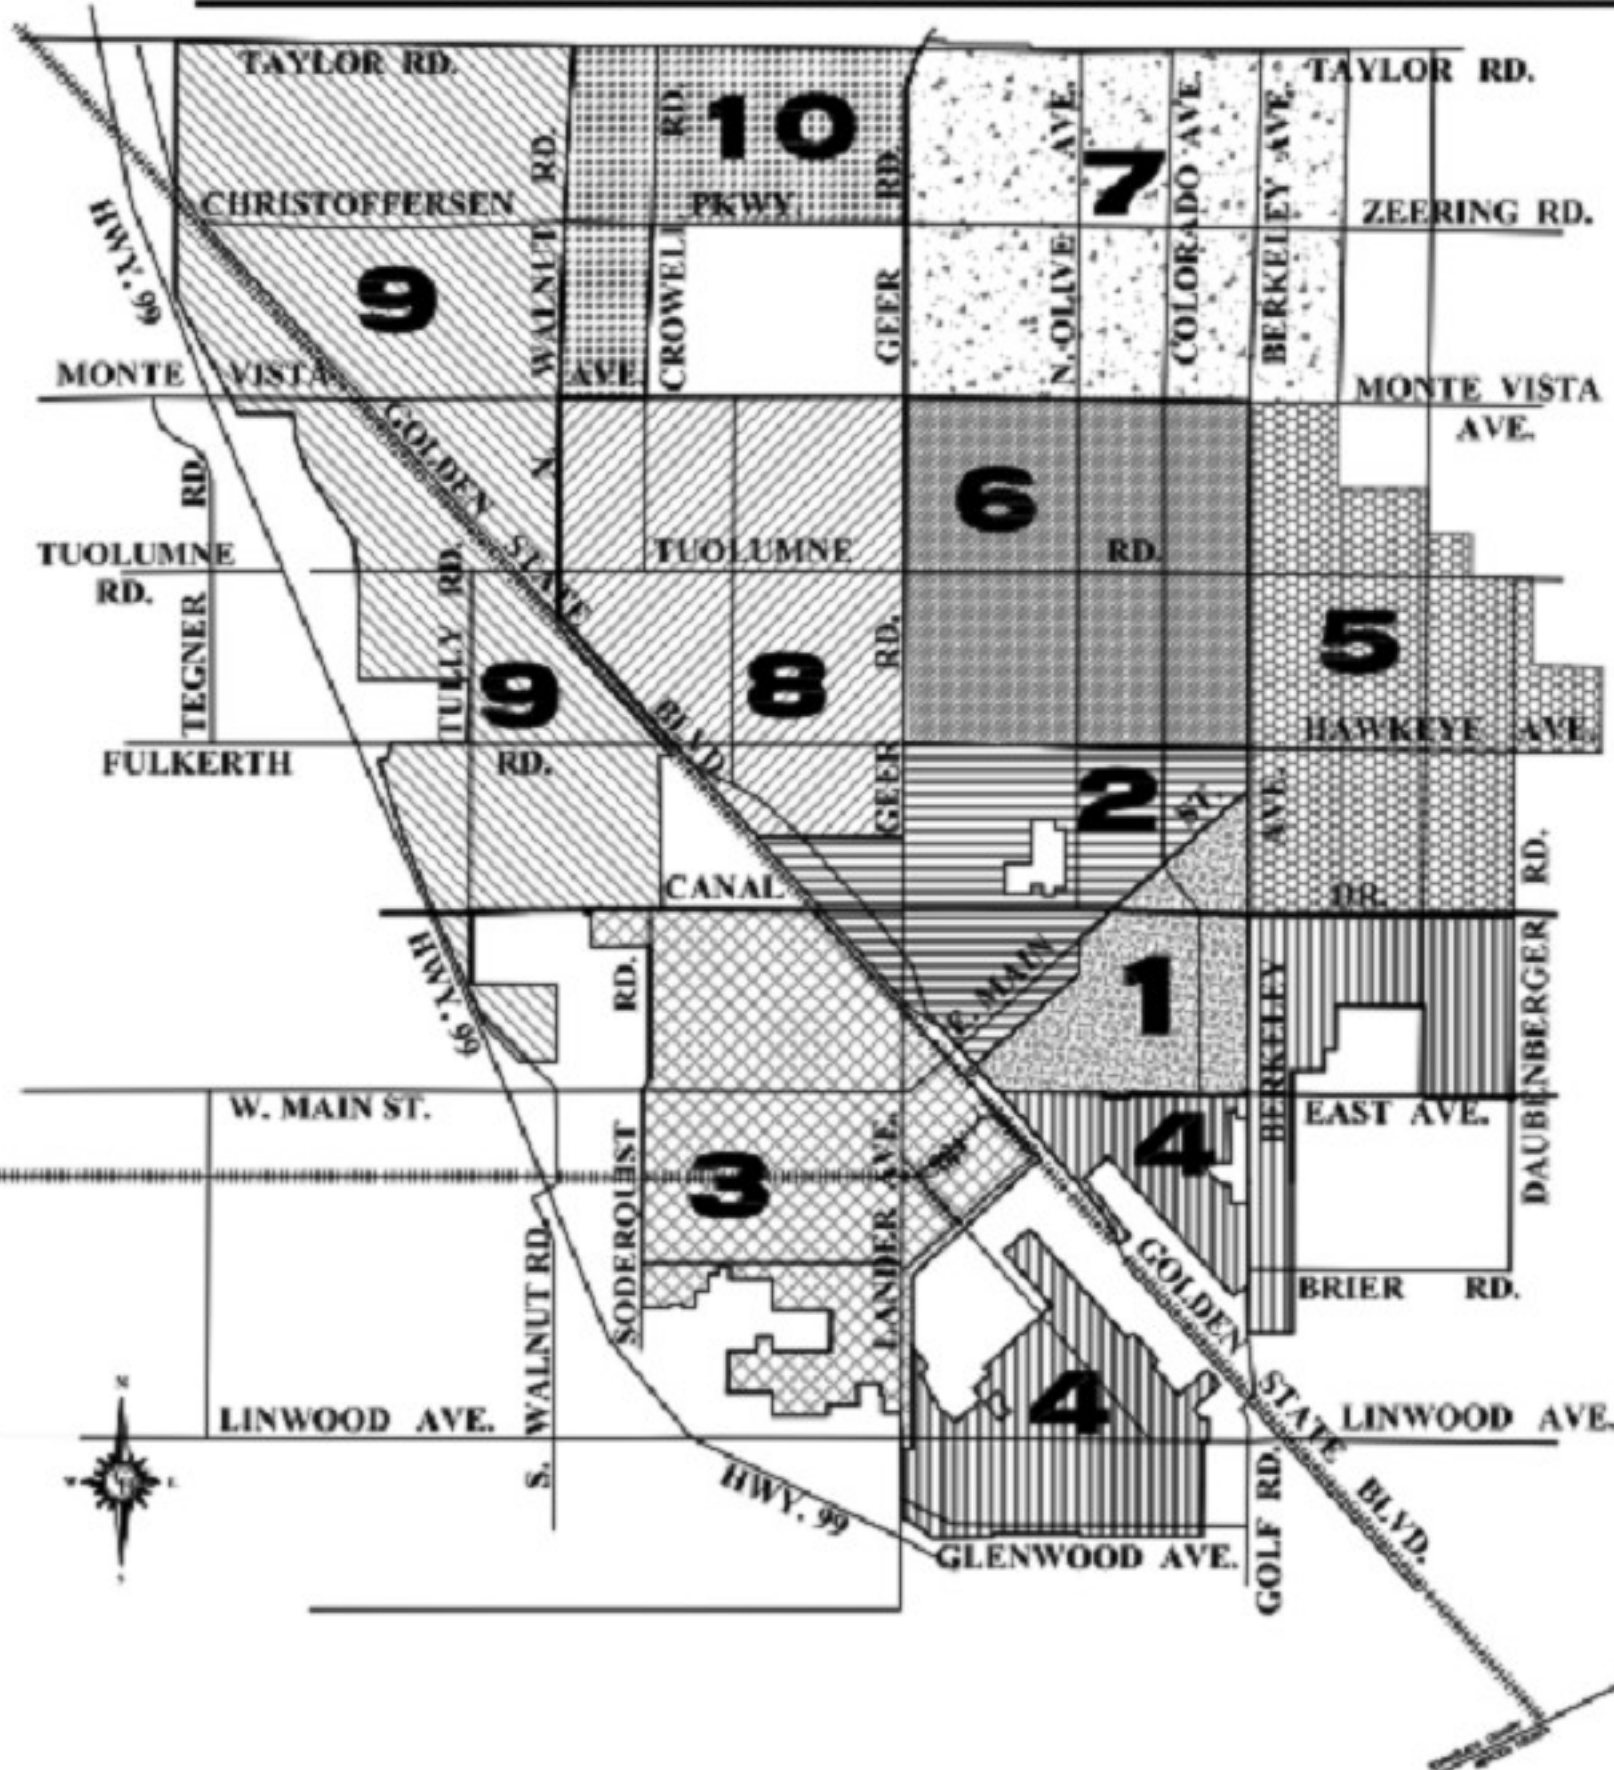 TAYLOR RD.
TAYLOR RD.
10
RD.
7
N. OLIVE AVE.
COLORADO AVE.
BERKELEY AVE.
CHRISTOFFERSEN PKWY.
ZEERING RD.
HWY. 99
9
N. WALNUT RD.
CROWELL
GEER RD.
MONTE VISTA AVE.
MONTE VISTA
AVE.
GOLDEN STATE BLVD.
6
TUOLUMNE
RD.
TUOLUMNE RD.
TEGNER RD.
TULLY RD.
9
8
GEER RD.
5
HAWKEYE AVE.
FULKERTH RD.
2
E. MAIN ST.
CANAL DR.
BERKELEY AVE.
DAUBENBERGER RD.
HWY. 99
RD.
1
W. MAIN ST.
EAST AVE.
SODERQUIST
3
LANDER AVE.
4
S. WALNUT RD.
GOLDEN STATE BLVD.
BRIER RD.
4
N
W
E
S
LINWOOD AVE.
LINWOOD AVE.
HWY. 99
GLENWOOD AVE.
GOLF RD.